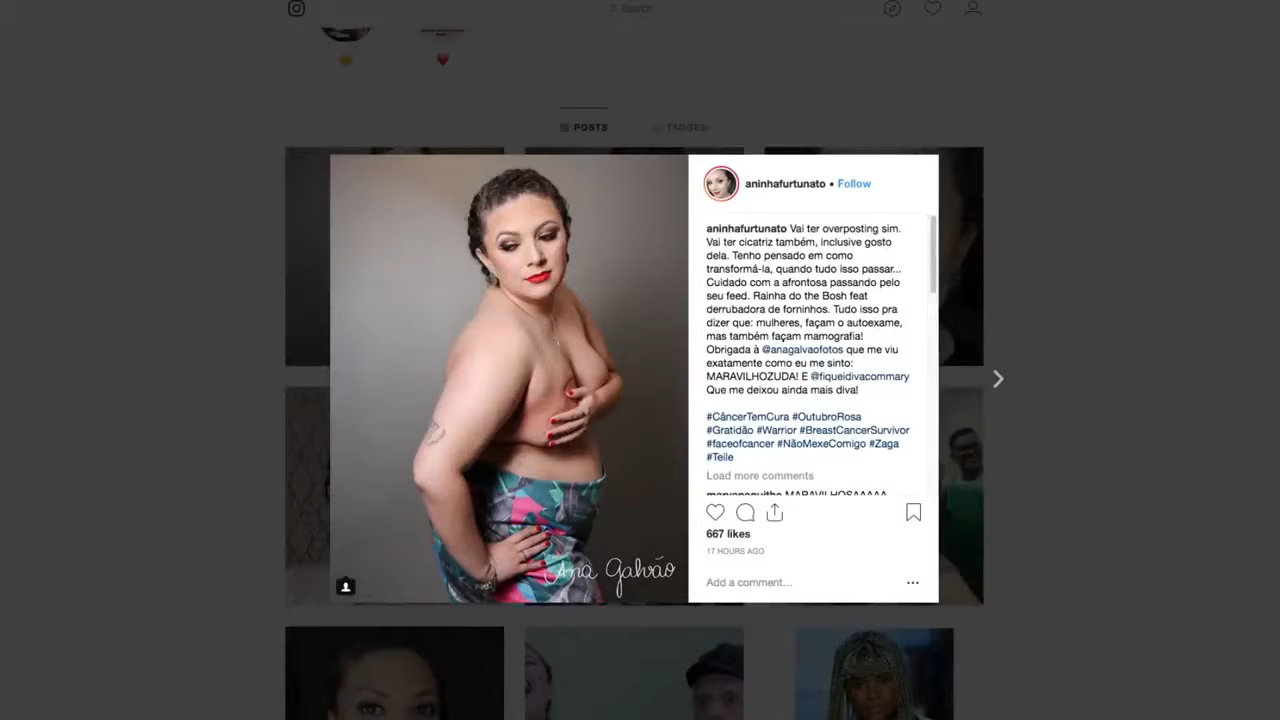 Search
POSTS
TAGGED
aninhafurtunato • Follow
aninhafurtunato Vai ter overposting sim.
Vai ter cicatriz também, inclusive gosto
dela. Tenho pensado em como
transformá-la, quando tudo isso passar...
Cuidado com a afrontosa passando pelo
seu feed. Rainha do the Bosh feat
derrubadora de forninhos. Tudo isso pra
dizer que: mulheres, façam o autoexame,
mas também façam mamografia!
Obrigada à @anagalvaofotos que me viu
exatamente como eu me sinto:
MARAVILHOZUDA! E @fiqueidivacommary
Que me deixou ainda mais diva!
#CâncerTemCura #OutubroRosa
#Gratidão #Warrior #BreastCancerSurvivor
#faceofcancer #NãoMexeComigo #Zaga
#Teile
Load more comments
MARAVILHOSAAAAA
667 likes
17 HOURS AGO
Add a comment...
Ana Galvão